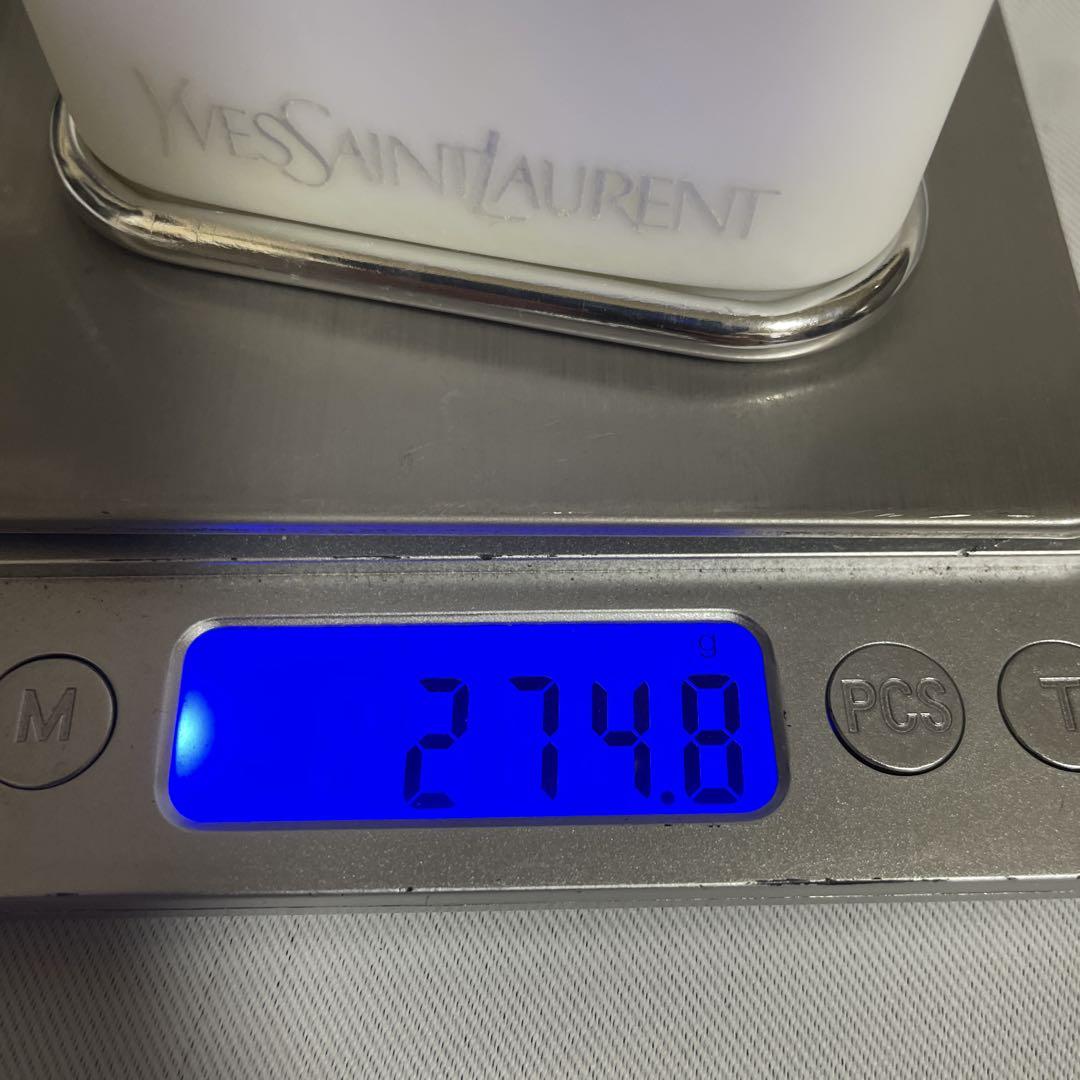 YVESSAINTLAURENT
g
M 274.8 PCS T